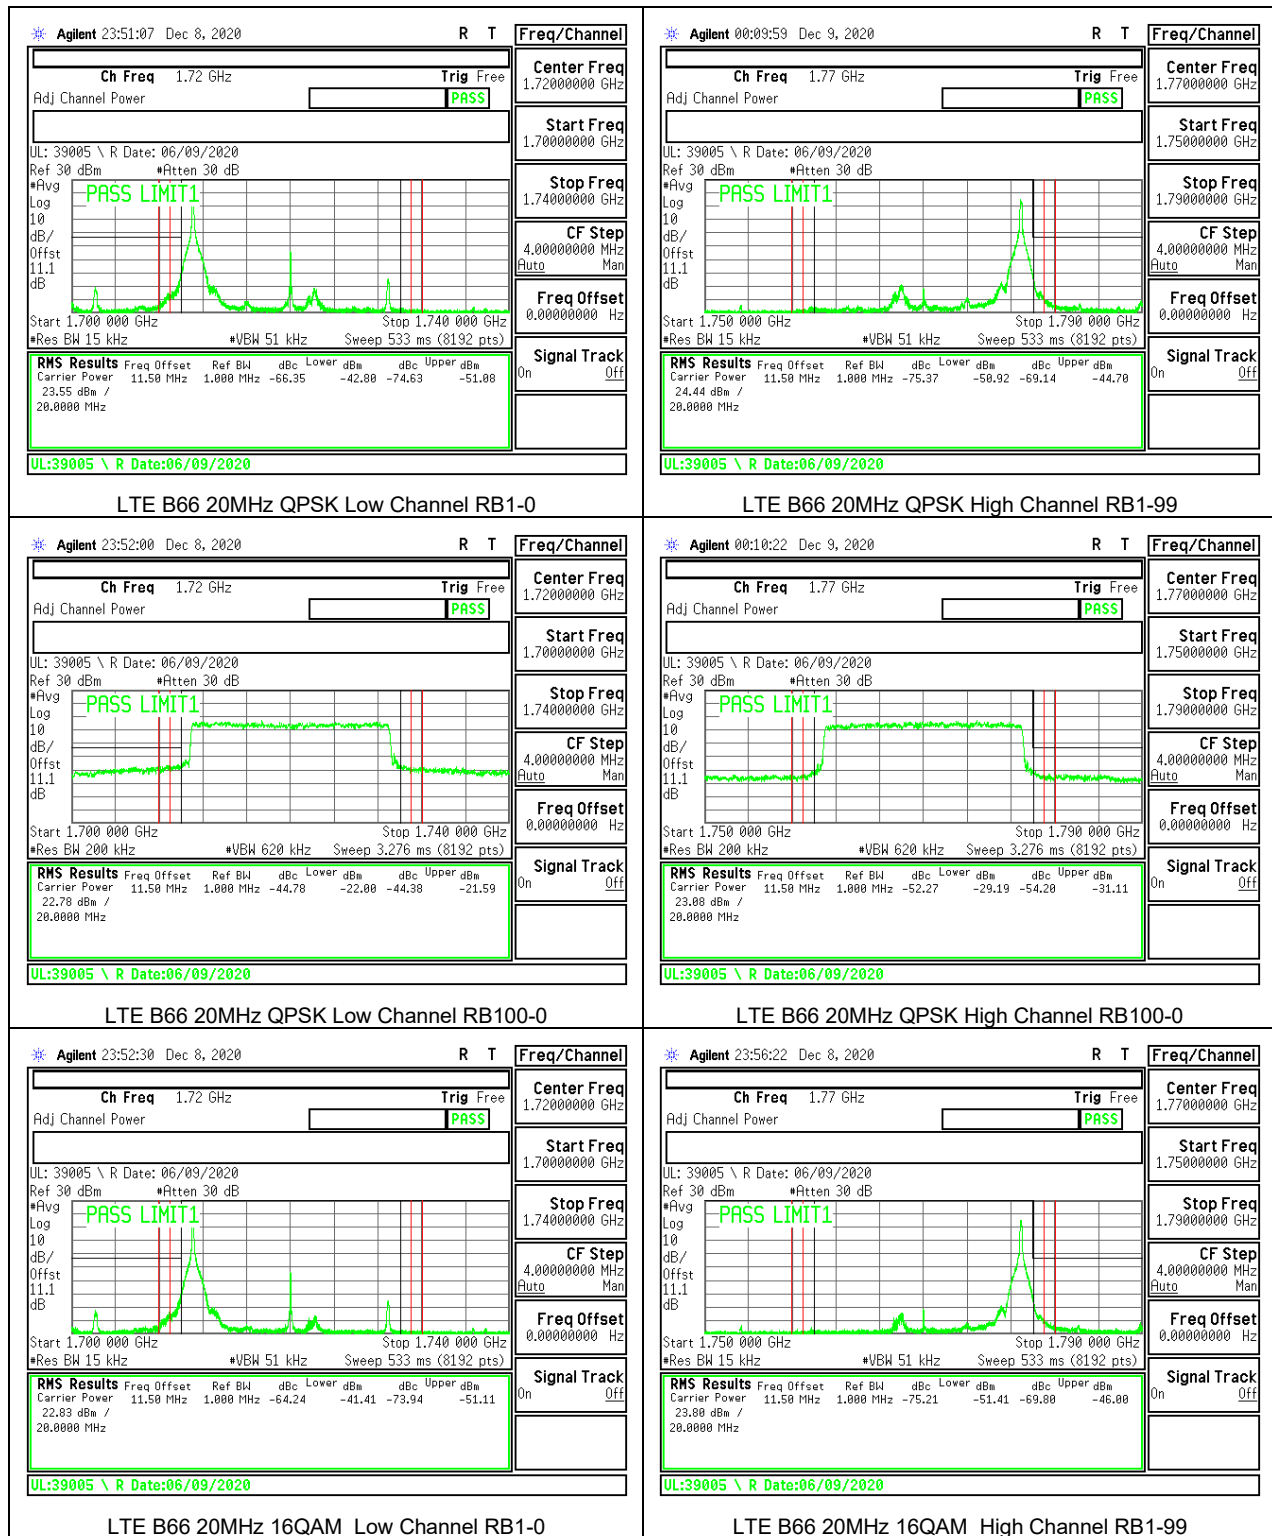 Agilent 23:51:07 Dec 8, 2020 R T Freq/Channel
Ch Freq 1.72 GHz Trig Free
Adj Channel Power PASS
UL: 39005 \ R Date: 06/09/2020
Ref 30 dBm #Atten 30 dB
#Avg
Log
10
dB/
Offst
11.1
dB
PASS LIMIT1
Start 1.700 000 GHz Stop 1.740 000 GHz
#Res BW 15 kHz #VBW 51 kHz Sweep 533 ms (8192 pts)
RMS Results Freq Offset Ref BW dBc Lower dBm dBc Upper dBm
Carrier Power 11.50 MHz 1.000 MHz -66.35 -42.80 -74.63 -51.08
23.55 dBm /
20.0000 MHz
UL:39005 \ R Date:06/09/2020
Center Freq
1.72000000 GHz
Start Freq
1.70000000 GHz
Stop Freq
1.74000000 GHz
CF Step
4.00000000 MHz
Auto Man
Freq Offset
0.00000000 Hz
Signal Track
On Off
LTE B66 20MHz QPSK Low Channel RB1-0
Agilent 00:09:59 Dec 9, 2020 R T Freq/Channel
Ch Freq 1.77 GHz Trig Free
Adj Channel Power PASS
UL: 39005 \ R Date: 06/09/2020
Ref 30 dBm #Atten 30 dB
#Avg
Log
10
dB/
Offst
11.1
dB
PASS LIMIT1
Start 1.750 000 GHz Stop 1.790 000 GHz
#Res BW 15 kHz #VBW 51 kHz Sweep 533 ms (8192 pts)
RMS Results Freq Offset Ref BW dBc Lower dBm dBc Upper dBm
Carrier Power 11.50 MHz 1.000 MHz -75.37 -50.92 -69.14 -44.70
24.44 dBm /
20.0000 MHz
UL:39005 \ R Date:06/09/2020
Center Freq
1.77000000 GHz
Start Freq
1.75000000 GHz
Stop Freq
1.79000000 GHz
CF Step
4.00000000 MHz
Auto Man
Freq Offset
0.00000000 Hz
Signal Track
On Off
LTE B66 20MHz QPSK High Channel RB1-99
Agilent 23:52:00 Dec 8, 2020 R T Freq/Channel
Ch Freq 1.72 GHz Trig Free
Adj Channel Power PASS
UL: 39005 \ R Date: 06/09/2020
Ref 30 dBm #Atten 30 dB
#Avg
Log
10
dB/
Offst
11.1
dB
PASS LIMIT1
Start 1.700 000 GHz Stop 1.740 000 GHz
#Res BW 200 kHz #VBW 620 kHz Sweep 3.276 ms (8192 pts)
RMS Results Freq Offset Ref BW dBc Lower dBm dBc Upper dBm
Carrier Power 11.50 MHz 1.000 MHz -44.78 -22.00 -44.38 -21.59
22.78 dBm /
20.0000 MHz
UL:39005 \ R Date:06/09/2020
Center Freq
1.72000000 GHz
Start Freq
1.70000000 GHz
Stop Freq
1.74000000 GHz
CF Step
4.00000000 MHz
Auto Man
Freq Offset
0.00000000 Hz
Signal Track
On Off
LTE B66 20MHz QPSK Low Channel RB100-0
Agilent 00:10:22 Dec 9, 2020 R T Freq/Channel
Ch Freq 1.77 GHz Trig Free
Adj Channel Power PASS
UL: 39005 \ R Date: 06/09/2020
Ref 30 dBm #Atten 30 dB
#Avg
Log
10
dB/
Offst
11.1
dB
PASS LIMIT1
Start 1.750 000 GHz Stop 1.790 000 GHz
#Res BW 200 kHz #VBW 620 kHz Sweep 3.276 ms (8192 pts)
RMS Results Freq Offset Ref BW dBc Lower dBm dBc Upper dBm
Carrier Power 11.50 MHz 1.000 MHz -52.27 -29.19 -54.20 -31.11
23.08 dBm /
20.0000 MHz
UL:39005 \ R Date:06/09/2020
Center Freq
1.77000000 GHz
Start Freq
1.75000000 GHz
Stop Freq
1.79000000 GHz
CF Step
4.00000000 MHz
Auto Man
Freq Offset
0.00000000 Hz
Signal Track
On Off
LTE B66 20MHz QPSK High Channel RB100-0
Agilent 23:52:30 Dec 8, 2020 R T Freq/Channel
Ch Freq 1.72 GHz Trig Free
Adj Channel Power PASS
UL: 39005 \ R Date: 06/09/2020
Ref 30 dBm #Atten 30 dB
#Avg
Log
10
dB/
Offst
11.1
dB
PASS LIMIT1
Start 1.700 000 GHz Stop 1.740 000 GHz
#Res BW 15 kHz #VBW 51 kHz Sweep 533 ms (8192 pts)
RMS Results Freq Offset Ref BW dBc Lower dBm dBc Upper dBm
Carrier Power 11.50 MHz 1.000 MHz -64.24 -41.41 -73.94 -51.11
22.83 dBm /
20.0000 MHz
UL:39005 \ R Date:06/09/2020
Center Freq
1.72000000 GHz
Start Freq
1.70000000 GHz
Stop Freq
1.74000000 GHz
CF Step
4.00000000 MHz
Auto Man
Freq Offset
0.00000000 Hz
Signal Track
On Off
LTE B66 20MHz 16QAM Low Channel RB1-0
Agilent 23:56:22 Dec 8, 2020 R T Freq/Channel
Ch Freq 1.77 GHz Trig Free
Adj Channel Power PASS
UL: 39005 \ R Date: 06/09/2020
Ref 30 dBm #Atten 30 dB
#Avg
Log
10
dB/
Offst
11.1
dB
PASS LIMIT1
Start 1.750 000 GHz Stop 1.790 000 GHz
#Res BW 15 kHz #VBW 51 kHz Sweep 533 ms (8192 pts)
RMS Results Freq Offset Ref BW dBc Lower dBm dBc Upper dBm
Carrier Power 11.50 MHz 1.000 MHz -75.21 -51.41 -69.80 -46.00
23.80 dBm /
20.0000 MHz
UL:39005 \ R Date:06/09/2020
Center Freq
1.77000000 GHz
Start Freq
1.75000000 GHz
Stop Freq
1.79000000 GHz
CF Step
4.00000000 MHz
Auto Man
Freq Offset
0.00000000 Hz
Signal Track
On Off
LTE B66 20MHz 16QAM High Channel RB1-99